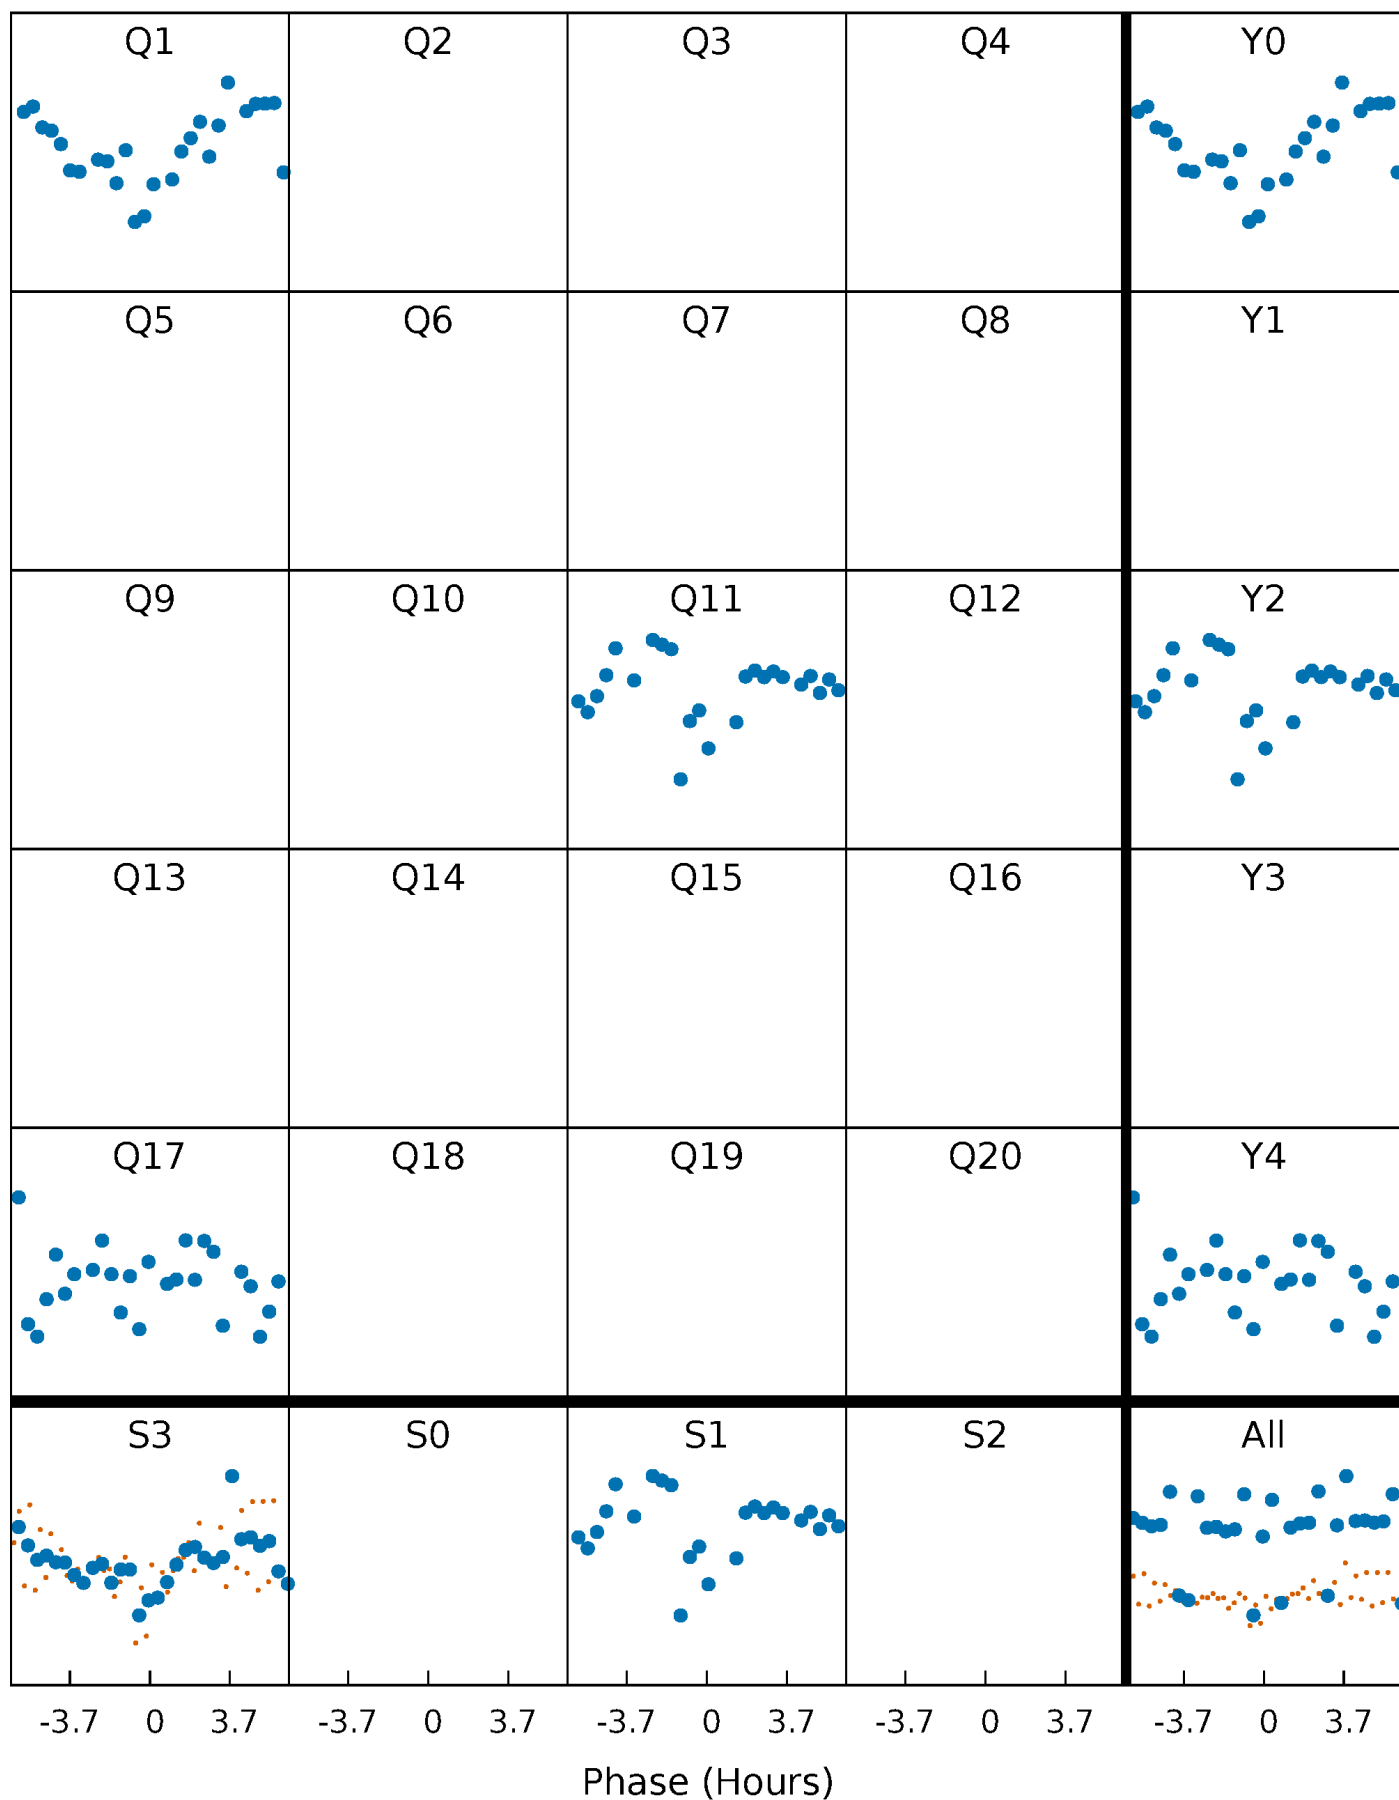 Q1 Q2 Q3 Q4 Y0
Q5 Q6 Q7 Q8 Y1
Q9 Q10 Q11 Q12 Y2
Q13 Q14 Q15 Q16 Y3
Q17 Q18 Q19 Q20 Y4
S3 S0 S1 S2 All
-3.7 0 3.7 -3.7 0 3.7 -3.7 0 3.7 -3.7 0 3.7 -3.7 0 3.7
Phase (Hours)